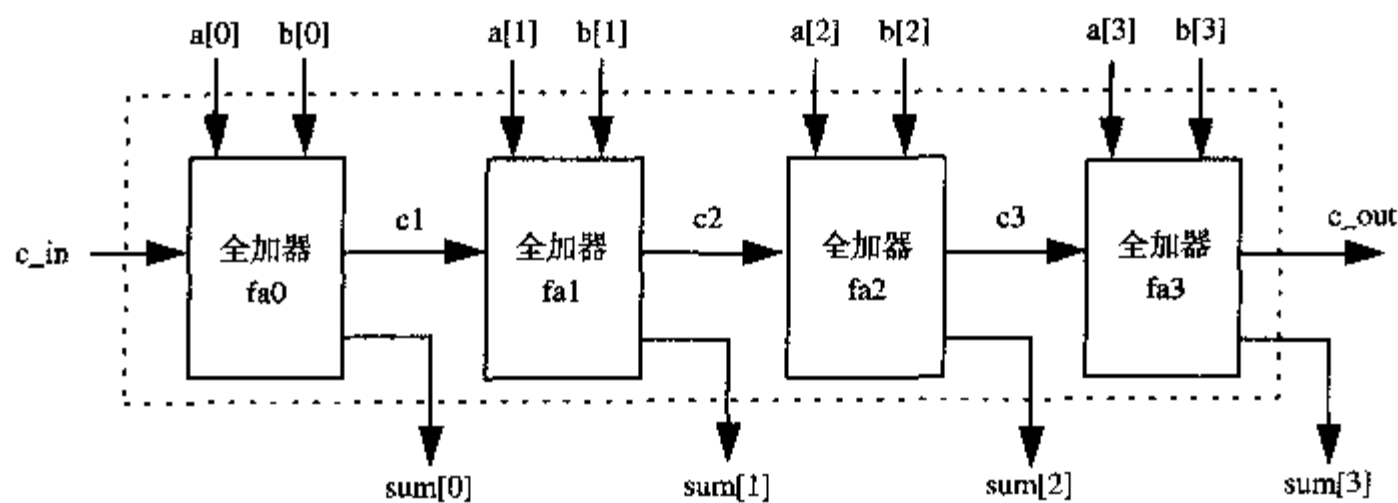 a[0] b[0] a[1] b[1] a[2] b[2] a[3] b[3]
c_in 全加器 fa0 c1 全加器 fa1 c2 全加器 fa2 c3 全加器 fa3 c_out
sum[0] sum[1] sum[2] sum[3]